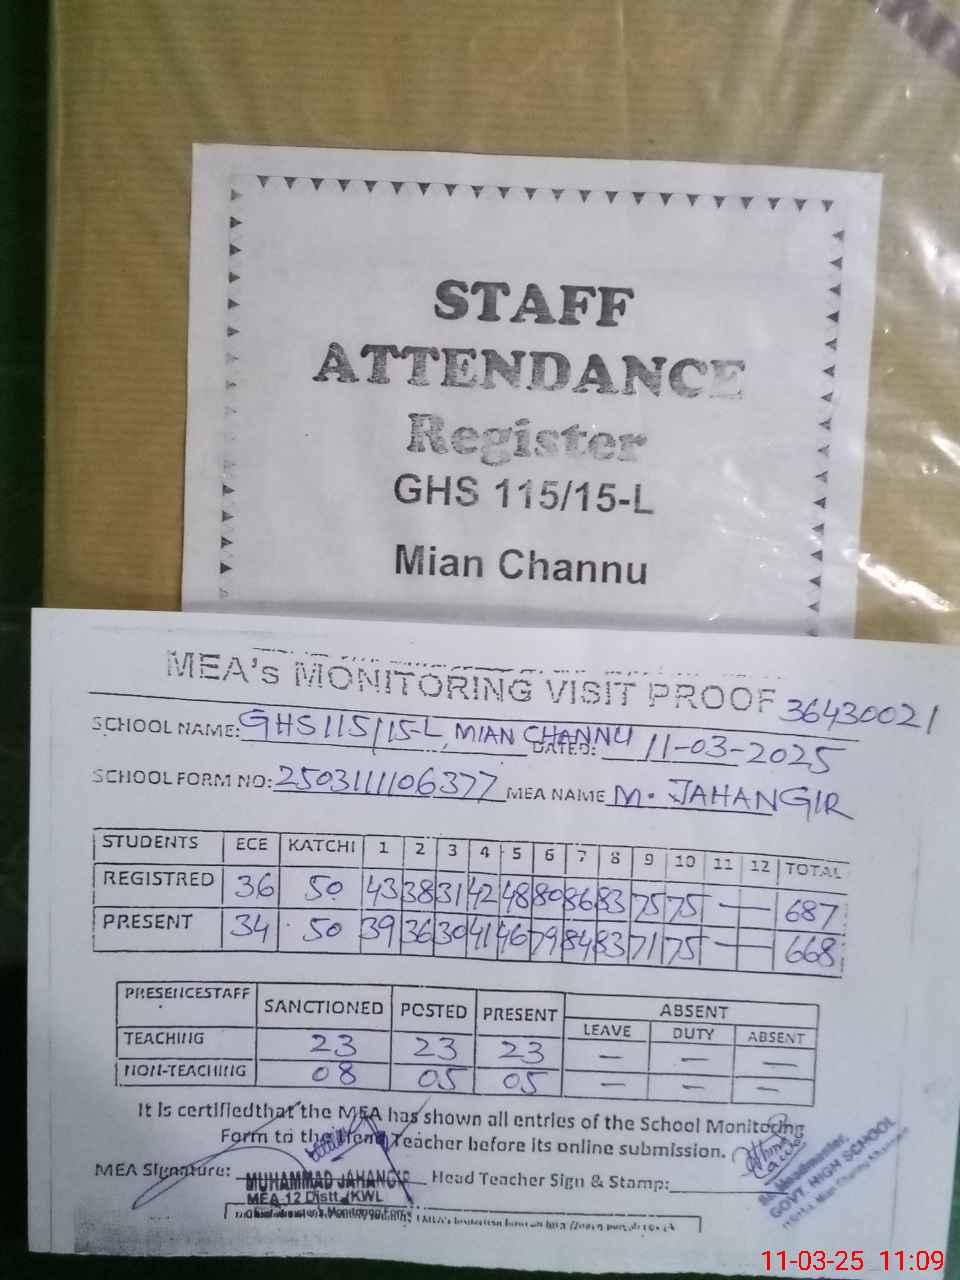 STAFF
ATTENDANCE
Register
GHS 115/15-L
Mian Channu
MEA's MONITORING VISIT PROOF 36430021
SCHOOL NAME: GHS 115/15-L, MIAN CHANNU DATED: 11-03-2025
SCHOOL FORM NO: 2503111106377 MEA NAME M. JAHANGIR
STUDENTS ECE KATCHI 1 2 3 4 5 6 7 8 9 10 11 12 TOTAL
REGISTRED 36 50 43 38 31 42 48 80 86 83 75 75 — 687
PRESENT 34 50 39 36 30 41 46 79 84 83 71 75 — 668
PRESENCESTAFF SANCTIONED POSTED PRESENT ABSENT
LEAVE DUTY ABSENT
TEACHING 23 23 23 — — —
NON-TEACHING 08 05 05 — — —
It is certifiedthat the MEA has shown all entries of the School Monitoring
Form to the Head Teacher before its online submission.
MEA Signature: Head Teacher Sign & Stamp:
MUHAMMAD JAHANGIR
MEA-12 Distt. KWL
Chief Minister's Monitoring Force
Headmaster,
GOVT. HIGH SCHOOL
11-03-25 11:09